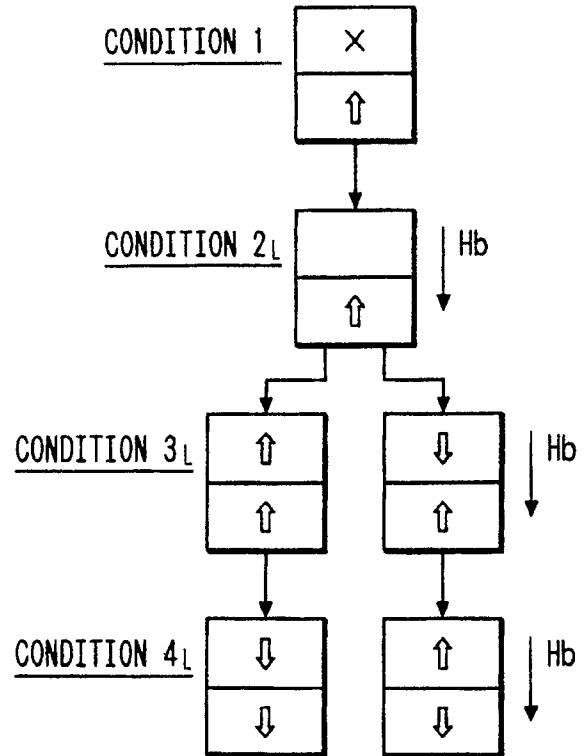 CONDITION 1
×
CONDITION 2L
Hb
CONDITION 3L
Hb
CONDITION 4L
Hb